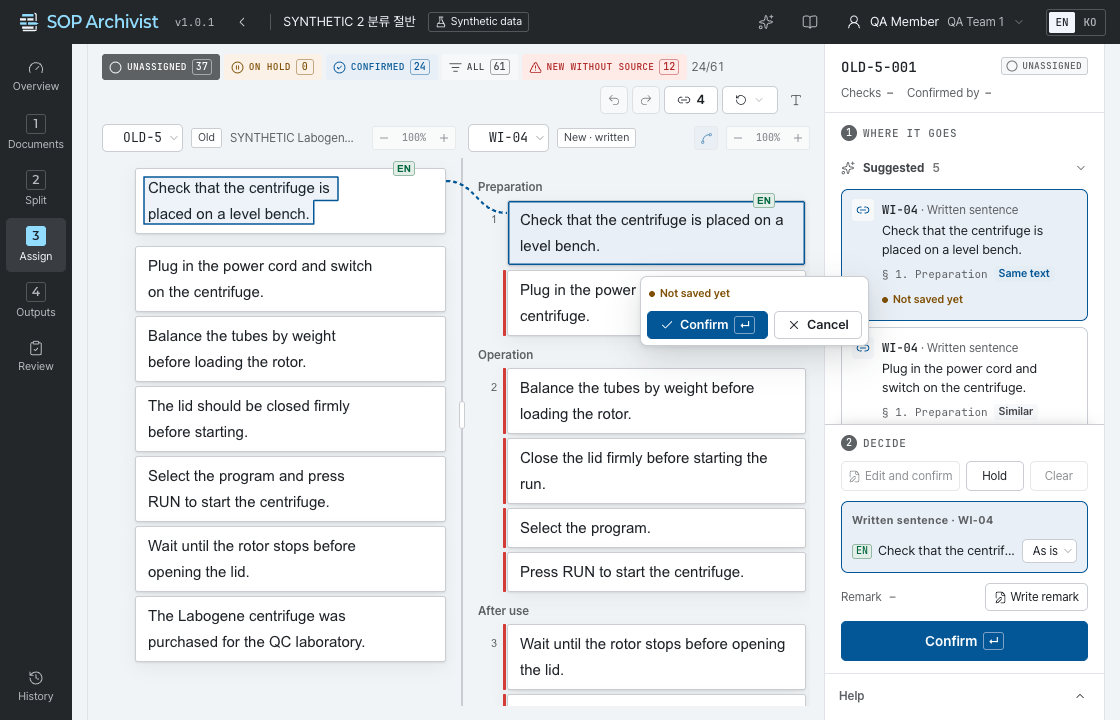 SOP Archivist v1.0.1
SYNTHETIC 2 분류 절반
Synthetic data
QA Member QA Team 1
EN KO
Overview
1
Documents
2
Split
3
Assign
4
Outputs
Review
History
UNASSIGNED 37
ON HOLD 0
CONFIRMED 24
ALL 61
NEW WITHOUT SOURCE 12
24/61
4
OLD-5
Old
SYNTHETIC Labogen...
100%
WI-04
New · written
100%
EN
Check that the centrifuge is
placed on a level bench.
Plug in the power cord and switch
on the centrifuge.
Balance the tubes by weight
before loading the rotor.
The lid should be closed firmly
before starting.
Select the program and press
RUN to start the centrifuge.
Wait until the rotor stops before
opening the lid.
The Labogene centrifuge was
purchased for the QC laboratory.
Preparation
EN
1
Check that the centrifuge is placed on a
level bench.
Plug in the power
centrifuge.
Not saved yet
Confirm
Cancel
Operation
2
Balance the tubes by weight before
loading the rotor.
Close the lid firmly before starting the
run.
Select the program.
Press RUN to start the centrifuge.
After use
3
Wait until the rotor stops before opening
the lid.
OLD-5-001
UNASSIGNED
Checks – Confirmed by –
1 WHERE IT GOES
Suggested 5
WI-04 · Written sentence
Check that the centrifuge is
placed on a level bench.
§ 1. Preparation Same text
Not saved yet
WI-04 · Written sentence
Plug in the power cord and
switch on the centrifuge.
§ 1. Preparation Similar
2 DECIDE
Edit and confirm
Hold
Clear
Written sentence · WI-04
EN Check that the centrif... As is
Remark –
Write remark
Confirm
Help